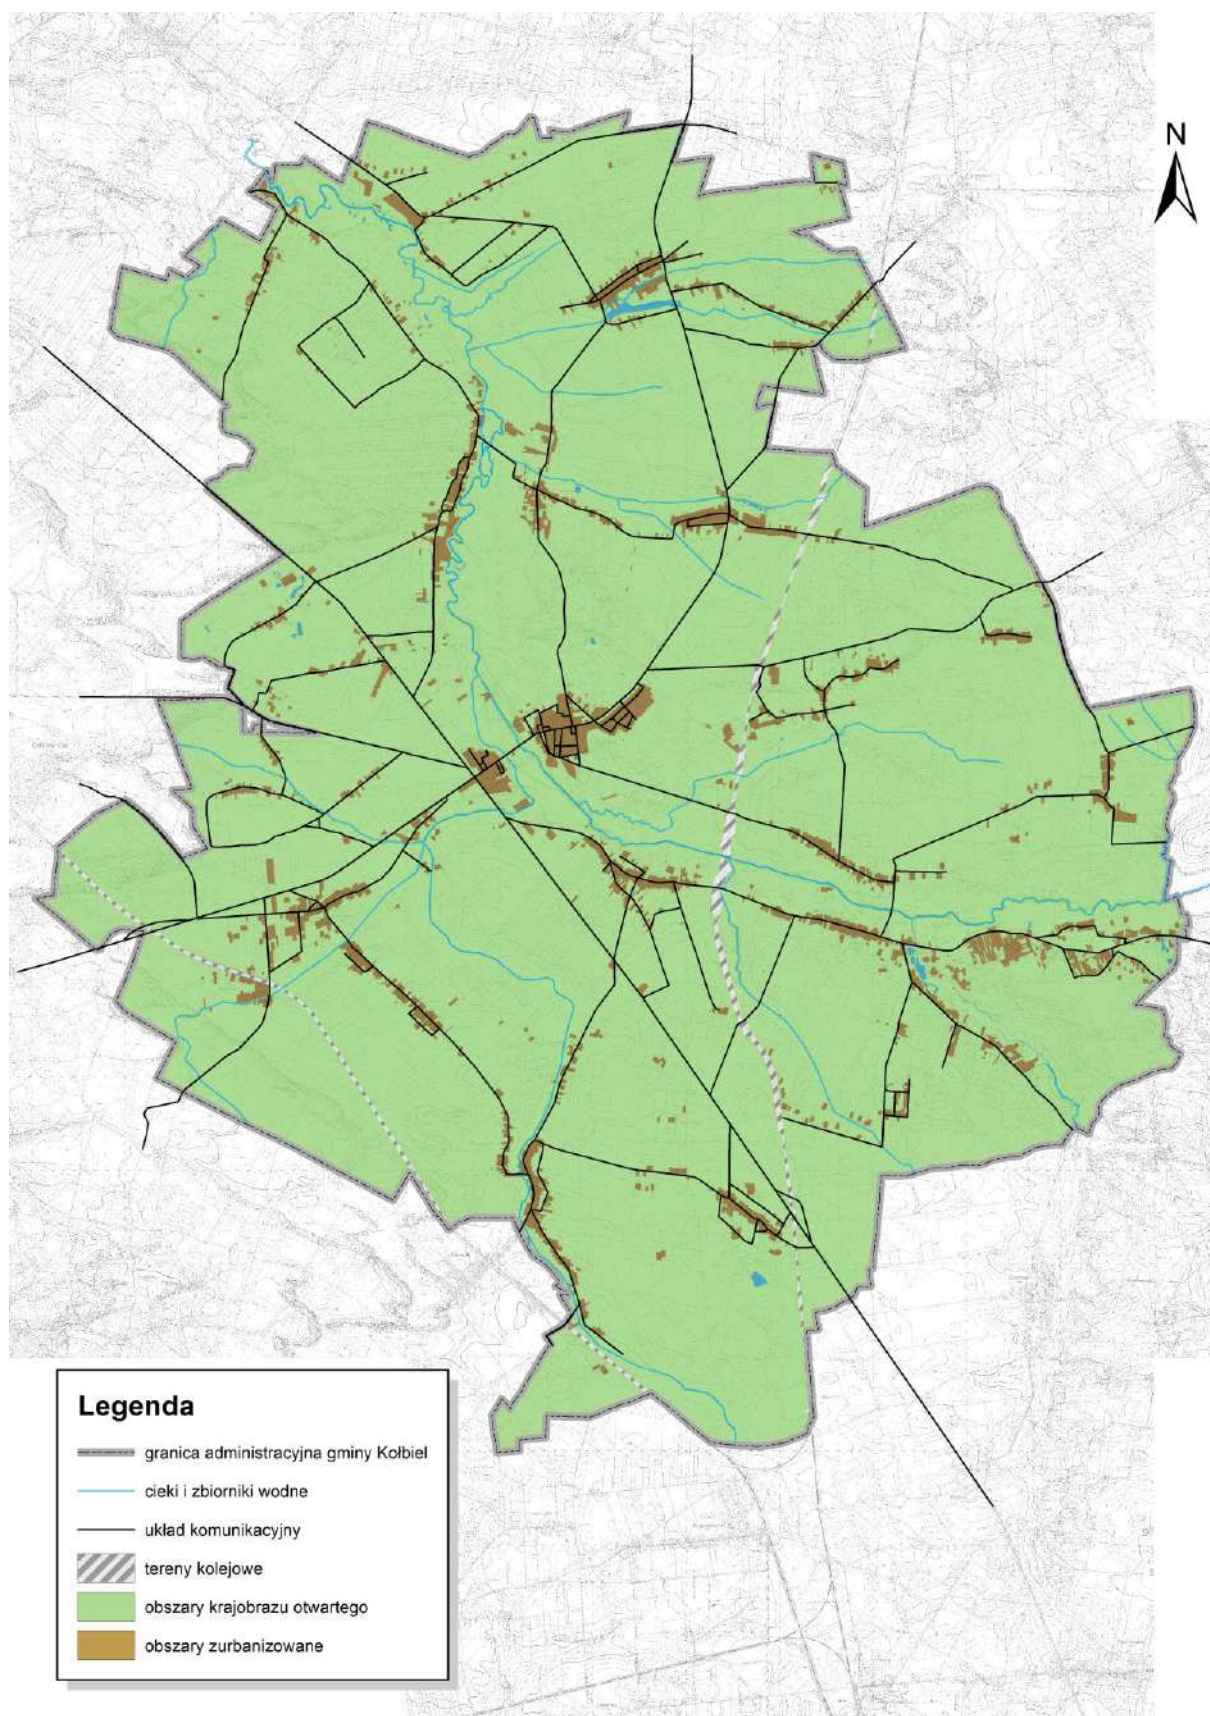 N
Legenda
granica administracyjna gminy Kołbiel
cieki i zbiorniki wodne
układ komunikacyjny
tereny kolejowe
obszary krajobrazu otwartego
obszary zurbanizowane